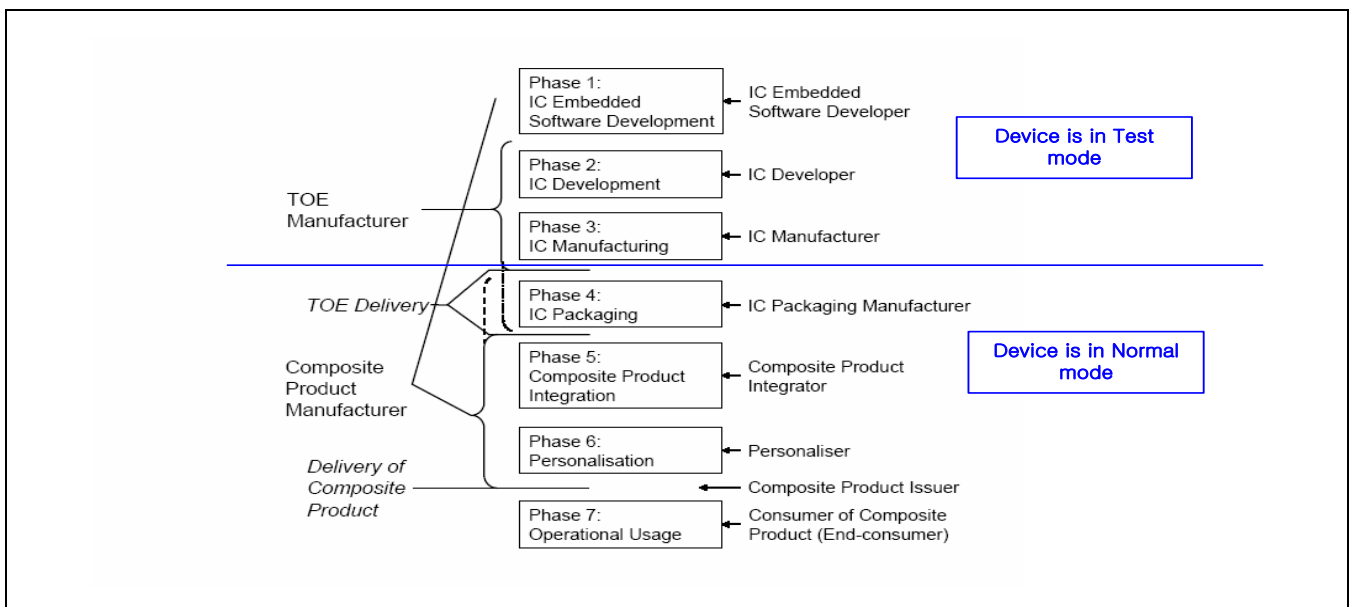 Phase 1:
IC Embedded
Software Development
IC Embedded
Software Developer
Device is in Test
mode
Phase 2:
IC Development
IC Developer
TOE
Manufacturer
Phase 3:
IC Manufacturing
IC Manufacturer
TOE Delivery
Phase 4:
IC Packaging
IC Packaging Manufacturer
Device is in Normal
mode
Composite
Product
Manufacturer
Phase 5:
Composite Product
Integration
Composite Product
Integrator
Phase 6:
Personalisation
Personaliser
Delivery of
Composite
Product
Composite Product Issuer
Phase 7:
Operational Usage
Consumer of Composite
Product (End-consumer)